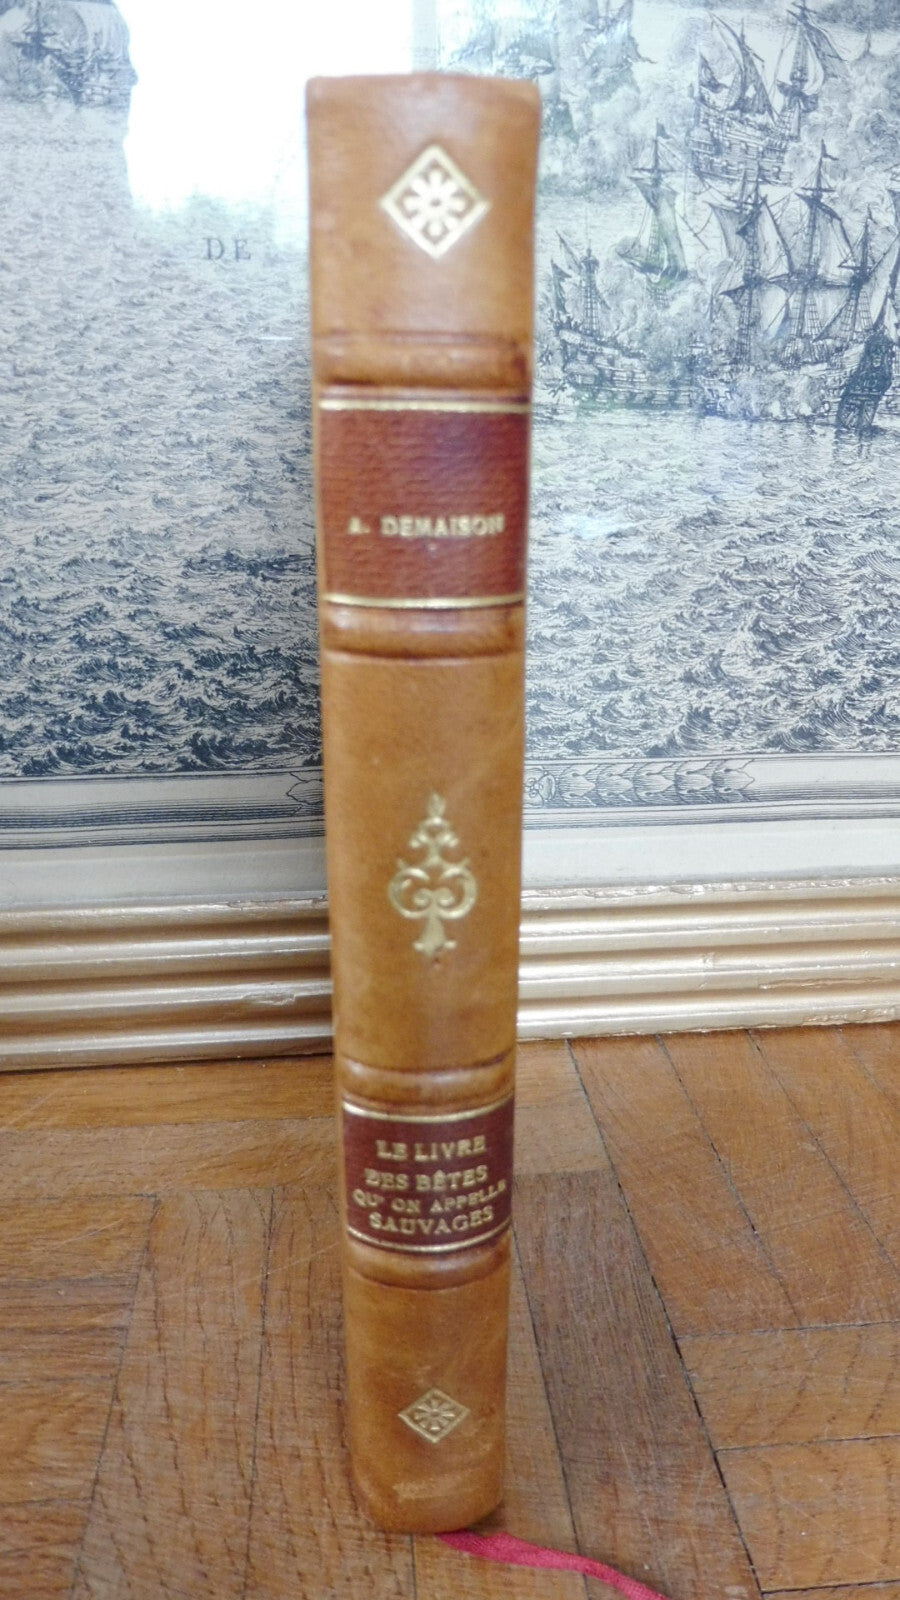 DE
A. DEMAISON
LE LIVRE
DES BÊTES
QU' ON APPELLE
SAUVAGES